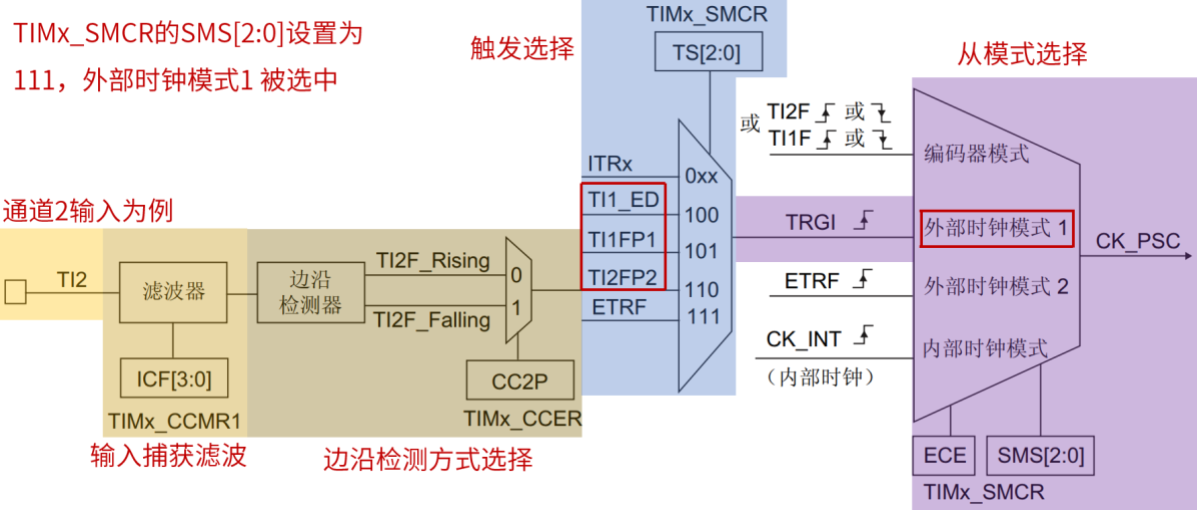 TIMx_SMCR的SMS[2:0]设置为
111，外部时钟模式1 被选中
触发选择
TIMx_SMCR
TS[2:0]
从模式选择
或
TI2F 或
TI1F 或
编码器模式
ITRx
0xx
TI1_ED
100
TI1FP1
101
TI2FP2
110
ETRF
111
TRGI
外部时钟模式 1
CK_PSC
ETRF
外部时钟模式 2
CK_INT
内部时钟模式
（内部时钟）
ECE
SMS[2:0]
TIMx_SMCR
通道2输入为例
TI2
滤波器
边沿
检测器
TI2F_Rising
0
1
TI2F_Falling
ICF[3:0]
CC2P
TIMx_CCMR1
TIMx_CCER
输入捕获滤波
边沿检测方式选择